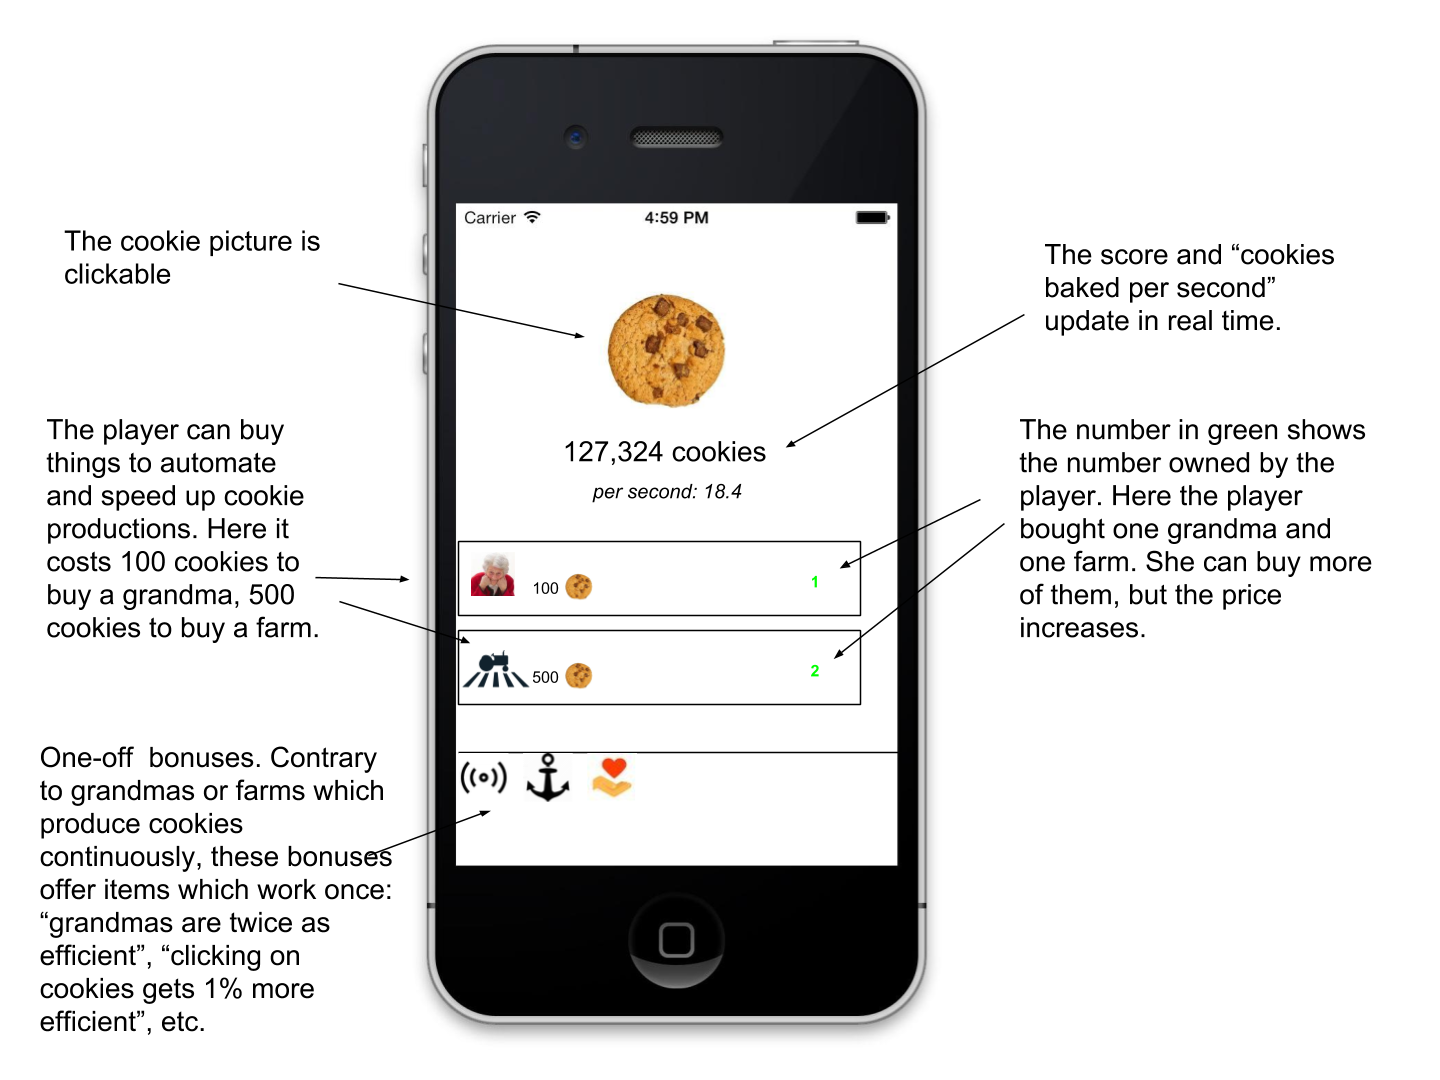 Carrier
4:59 PM
The cookie picture is
clickable
The score and “cookies
baked per second”
update in real time.
127,324 cookies
per second: 18.4
The player can buy
things to automate
and speed up cookie
productions. Here it
costs 100 cookies to
buy a grandma, 500
cookies to buy a farm.
The number in green shows
the number owned by the
player. Here the player
bought one grandma and
one farm. She can buy more
of them, but the price
increases.
100
1
500
2
One-off  bonuses. Contrary
to grandmas or farms which
produce cookies
continuously, these bonuses
offer items which work once:
“grandmas are twice as
efficient”, “clicking on
cookies gets 1% more
efficient”, etc.